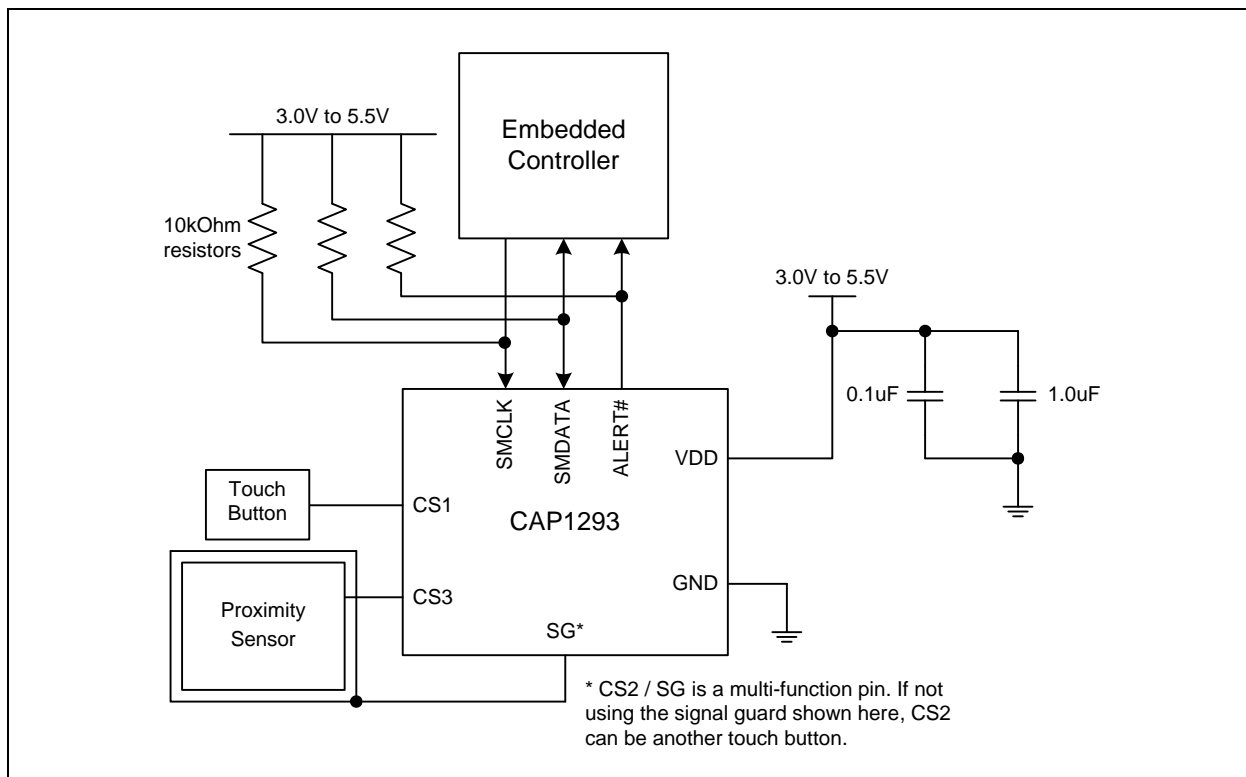 3.0V to 5.5V
Embedded
Controller
10kOhm
resistors
3.0V to 5.5V
0.1uF
1.0uF
SMCLK
SMDATA
ALERT#
VDD
Touch
Button
CS1
CAP1293
Proximity
Sensor
CS3
GND
SG*
* CS2 / SG is a multi-function pin. If not
using the signal guard shown here, CS2
can be another touch button.